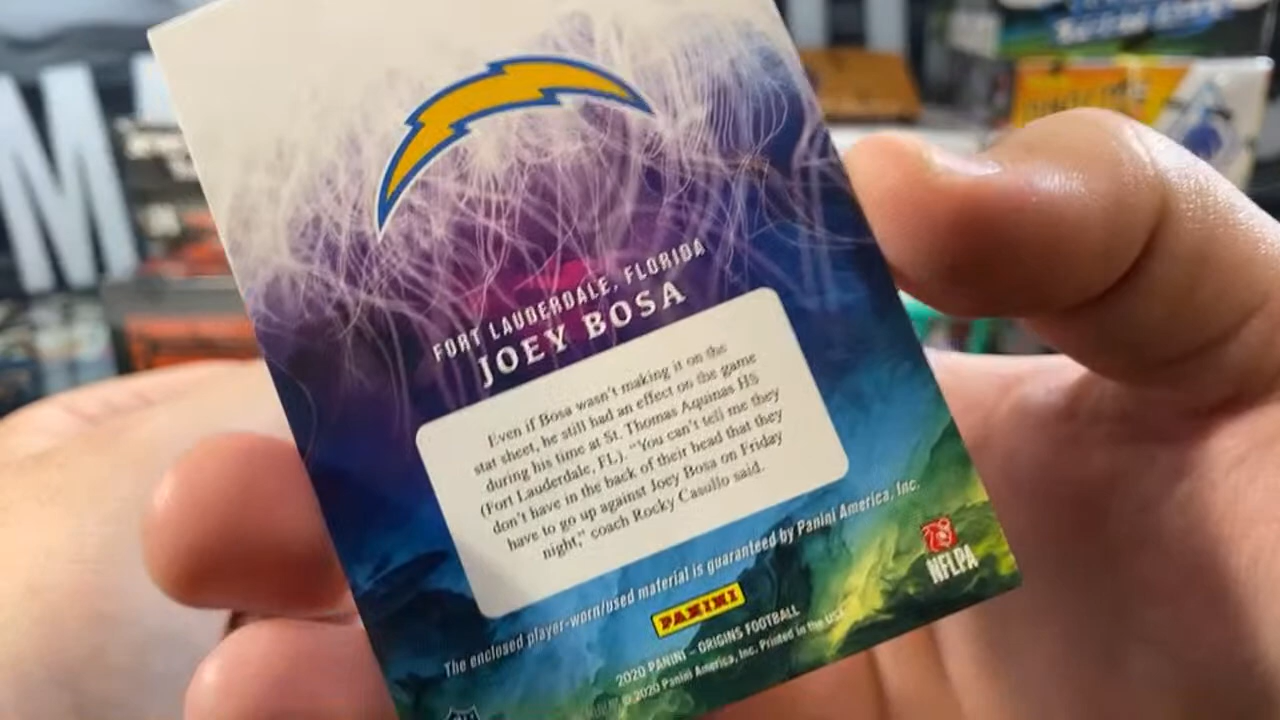 M
FORT LAUDERDALE, FLORIDA
JOEY BOSA
Even if Bosa wasn't making it on the
stat sheet, he still had an effect on the game
during his time at St. Thomas Aquinas HS
(Fort Lauderdale, FL). "You can't tell me they
don't have in the back of their head that they
have to go up against Joey Bosa on Friday
night," coach Rocky Casullo said.
The enclosed player-worn/used material is guaranteed by Panini America, Inc.
PANINI
NFLPA
2020 PANINI – ORIGINS FOOTBALL
© 2020 Panini America, Inc. Printed in the USA